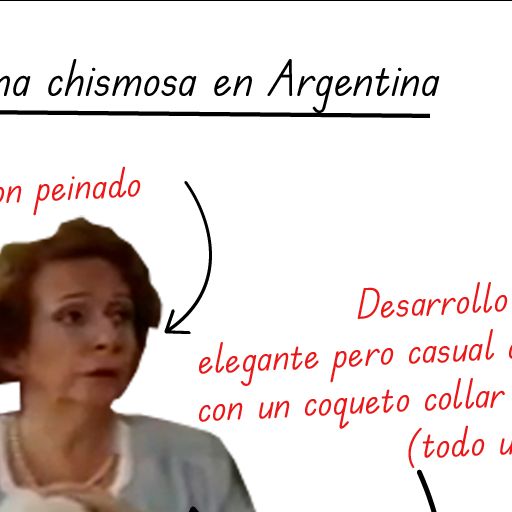 na chismosa en Argentina
on peinado
Desarrollo
elegante pero casual
con un coqueto collar
(todo u